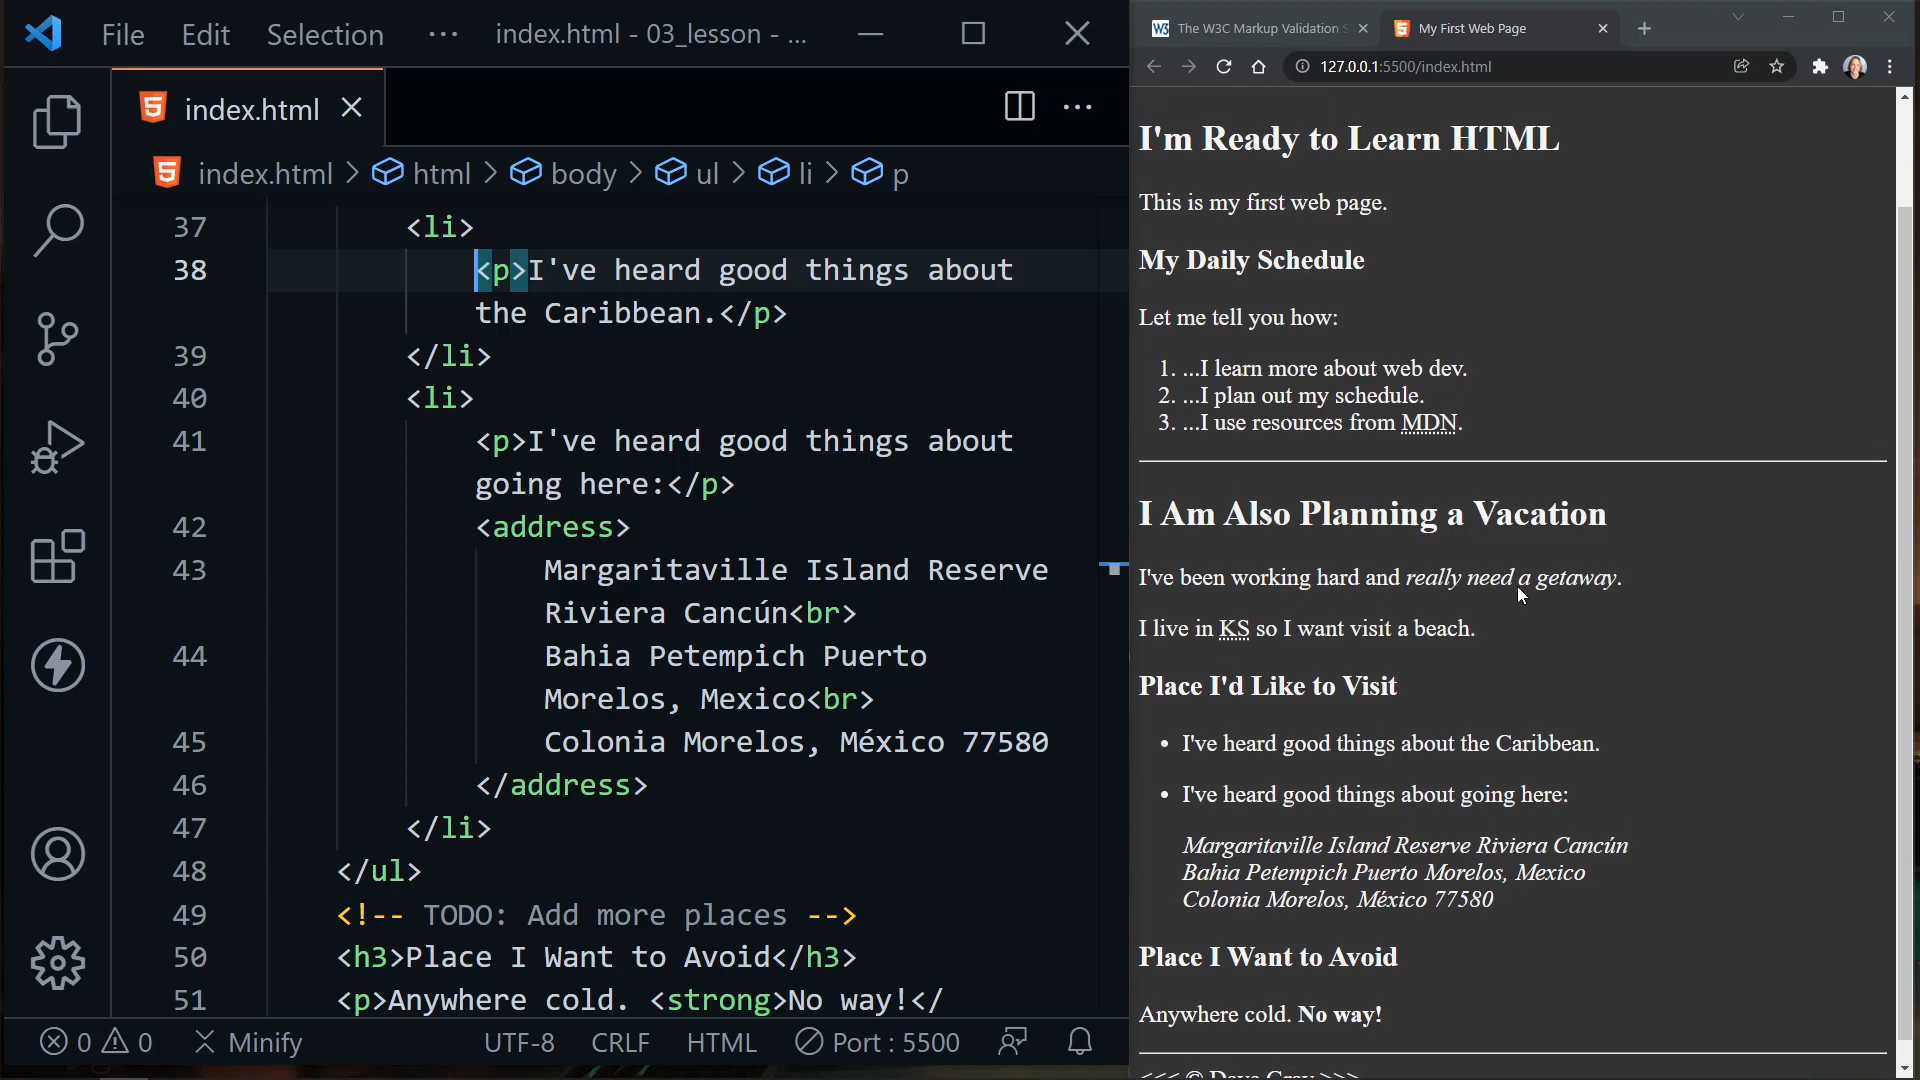 File Edit Selection ··· index.html - 03_lesson - ...
index.html
index.html > html > body > ul > li > p
37 <li>
38 <p>I've heard good things about
the Caribbean.</p>
39 </li>
40 <li>
41 <p>I've heard good things about
going here:</p>
42 <address>
43 Margaritaville Island Reserve
Riviera Cancún<br>
44 Bahia Petempich Puerto
Morelos, Mexico<br>
45 Colonia Morelos, México 77580
46 </address>
47 </li>
48 </ul>
49 <!-- TODO: Add more places -->
50 <h3>Place I Want to Avoid</h3>
51 <p>Anywhere cold. <strong>No way!</
0 0 Minify UTF-8 CRLF HTML Port : 5500
The W3C Markup Validation My First Web Page
127.0.0.1:5500/index.html
I'm Ready to Learn HTML
This is my first web page.
My Daily Schedule
Let me tell you how:
1. ...I learn more about web dev.
2. ...I plan out my schedule.
3. ...I use resources from MDN.
I Am Also Planning a Vacation
I've been working hard and really need a getaway.
I live in KS so I want visit a beach.
Place I'd Like to Visit
• I've heard good things about the Caribbean.
• I've heard good things about going here:
Margaritaville Island Reserve Riviera Cancún
Bahia Petempich Puerto Morelos, Mexico
Colonia Morelos, México 77580
Place I Want to Avoid
Anywhere cold. No way!
<<< © Dave Gray >>>